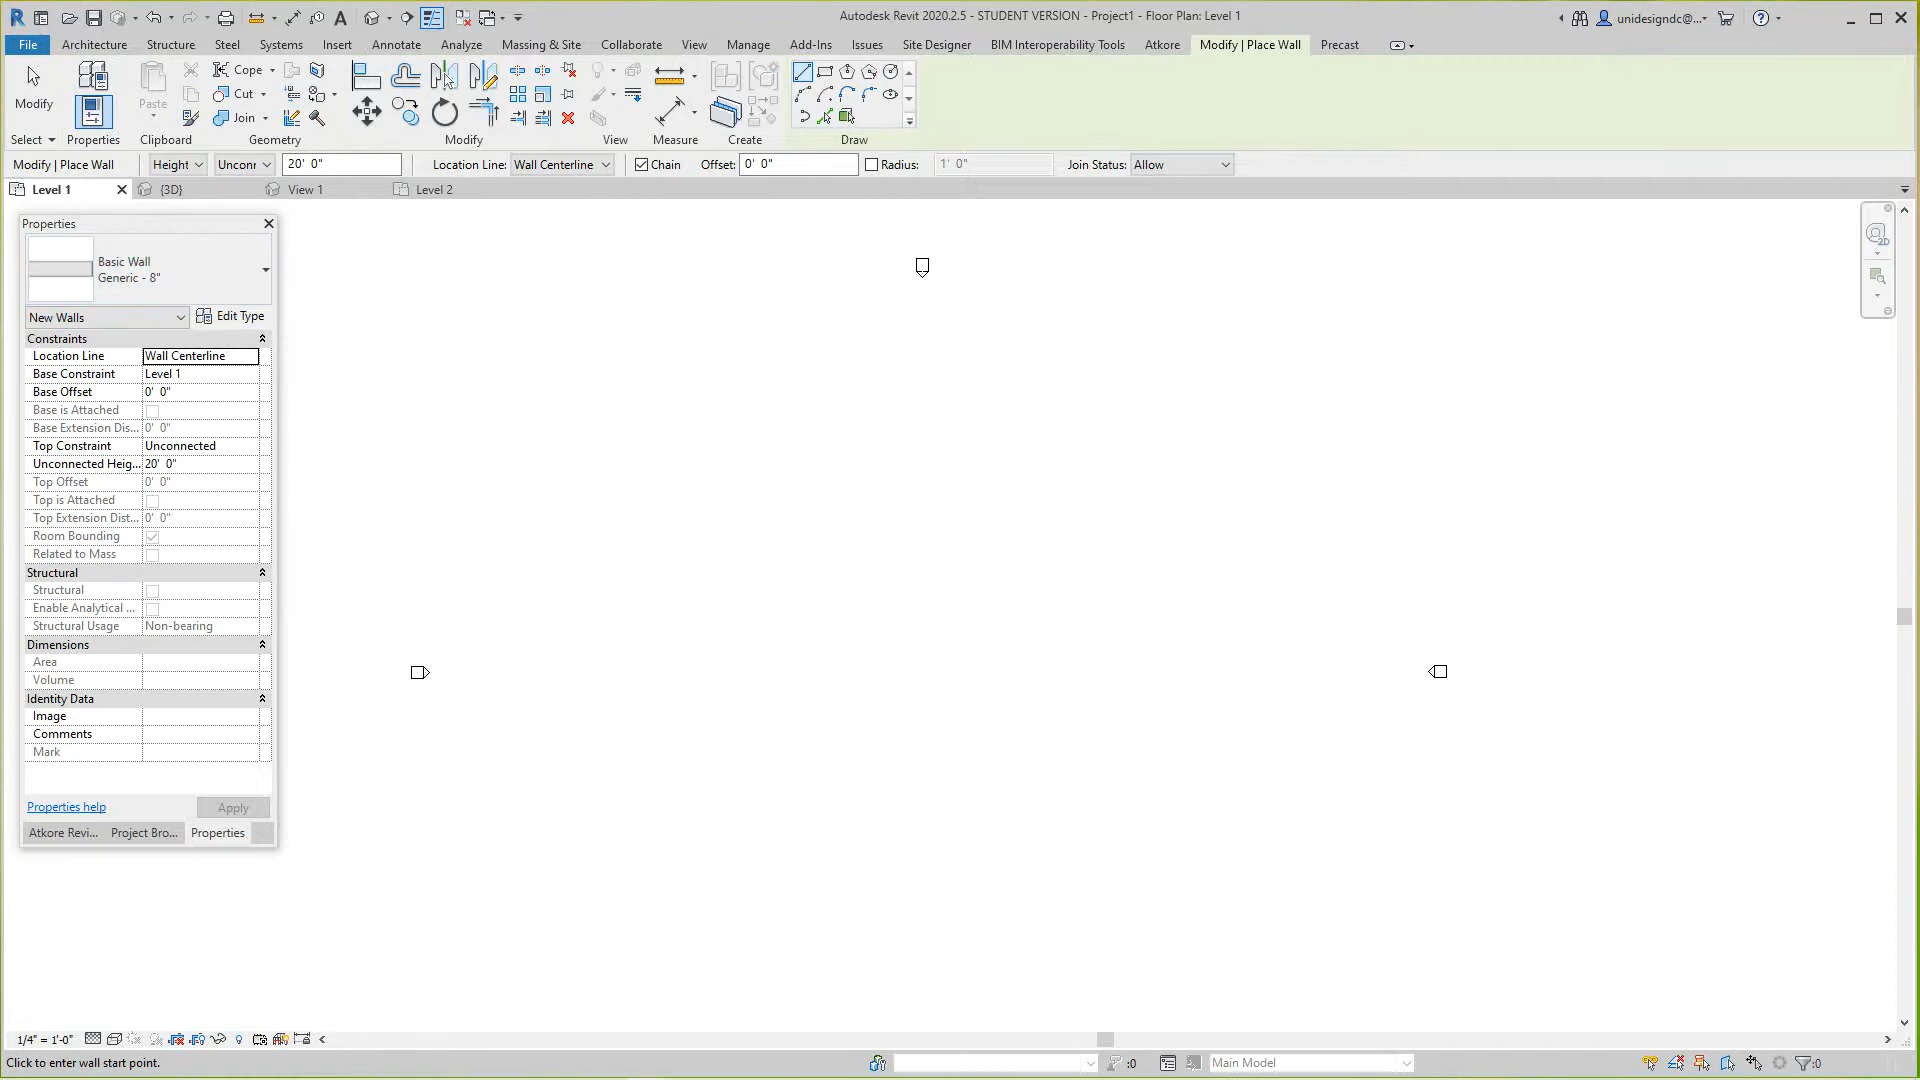 Autodesk Revit 2020.2.5 - STUDENT VERSION - Project1 - Floor Plan: Level 1
unidesigndc@...
File Architecture Structure Steel Systems Insert Annotate Analyze Massing & Site Collaborate View Manage Add-Ins Issues Site Designer BIM Interoperability Tools Atkore Modify | Place Wall Precast
Modify
Paste
Cope
Cut
Join
Select Properties Clipboard Geometry Modify View Measure Create Draw
Modify | Place Wall Height Uncon 20' 0" Location Line: Wall Centerline Chain Offset: 0' 0" Radius: 1' 0" Join Status: Allow
Level 1 {3D} View 1 Level 2
Properties
Basic Wall
Generic - 8"
New Walls Edit Type
Constraints
Location Line Wall Centerline
Base Constraint Level 1
Base Offset 0' 0"
Base is Attached
Base Extension Dis... 0' 0"
Top Constraint Unconnected
Unconnected Heig... 20' 0"
Top Offset 0' 0"
Top is Attached
Top Extension Dist... 0' 0"
Room Bounding
Related to Mass
Structural
Structural
Enable Analytical ...
Structural Usage Non-bearing
Dimensions
Area
Volume
Identity Data
Image
Comments
Mark
Properties help Apply
Atkore Revi... Project Bro... Properties
2D
1/4" = 1'-0"
Click to enter wall start point.
:0
Main Model
:0